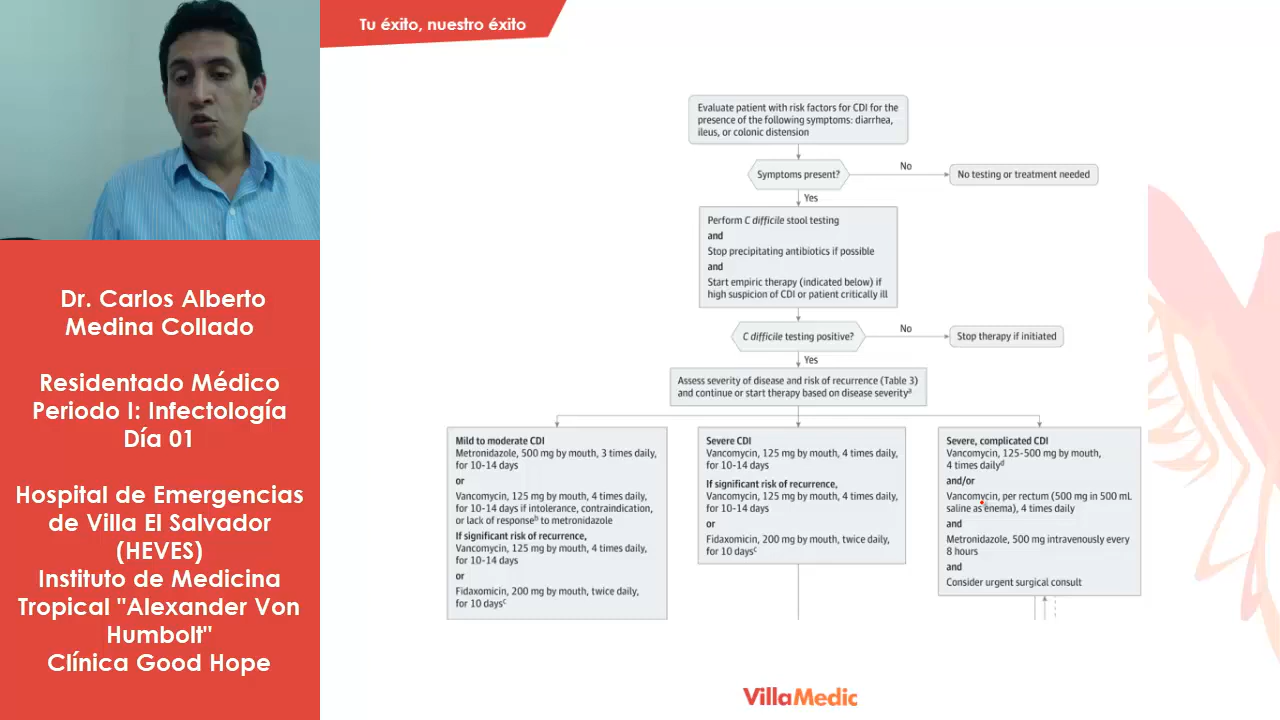 Tu éxito, nuestro éxito
Dr. Carlos Alberto
Medina Collado
Residentado Médico
Periodo I: Infectología
Día 01
Hospital de Emergencias
de Villa El Salvador
(HEVES)
Instituto de Medicina
Tropical "Alexander Von
Humbolt"
Clínica Good Hope
Evaluate patient with risk factors for CDI for the
presence of the following symptoms: diarrhea,
ileus, or colonic distension
Symptoms present?
No
No testing or treatment needed
Yes
Perform C difficile stool testing
and
Stop precipitating antibiotics if possible
and
Start empiric therapy (indicated below) if
high suspicion of CDI or patient critically ill
C difficile testing positive?
No
Stop therapy if initiated
Yes
Assess severity of disease and risk of recurrence (Table 3)
and continue or start therapy based on disease severityᵃ
Mild to moderate CDI
Metronidazole, 500 mg by mouth, 3 times daily,
for 10-14 days
or
Vancomycin, 125 mg by mouth, 4 times daily,
for 10-14 days if intolerance, contraindication,
or lack of responseᵇ to metronidazole
If significant risk of recurrence,
Vancomycin, 125 mg by mouth, 4 times daily,
for 10-14 days
or
Fidaxomicin, 200 mg by mouth, twice daily,
for 10 daysᶜ
Severe CDI
Vancomycin, 125 mg by mouth, 4 times daily,
for 10-14 days
If significant risk of recurrence,
Vancomycin, 125 mg by mouth, 4 times daily,
for 10-14 days
or
Fidaxomicin, 200 mg by mouth, twice daily,
for 10 daysᶜ
Severe, complicated CDI
Vancomycin, 125-500 mg by mouth,
4 times dailyᵈ
and/or
Vancomycin, per rectum (500 mg in 500 mL
saline as enema), 4 times daily
and
Metronidazole, 500 mg intravenously every
8 hours
and
Consider urgent surgical consult
VillaMedic